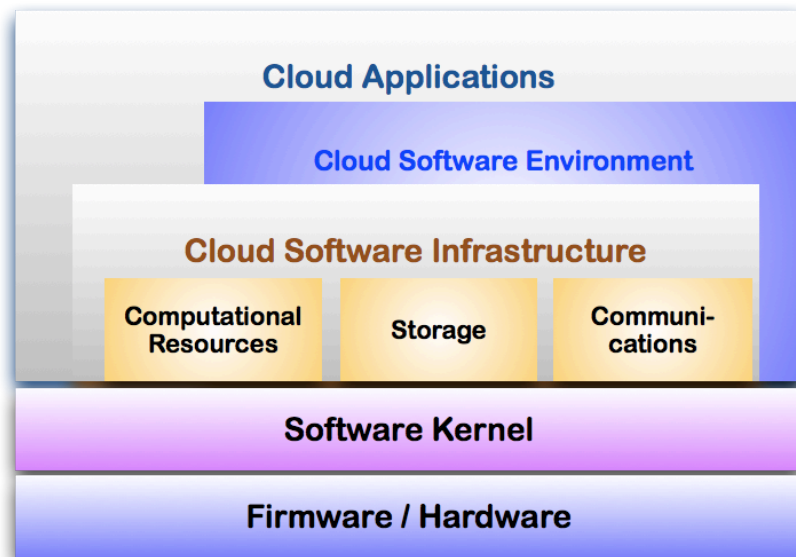 Cloud Applications
Cloud Software Environment
Cloud Software Infrastructure
Computational
Resources
Storage
Communi-
cations
Software Kernel
Firmware / Hardware